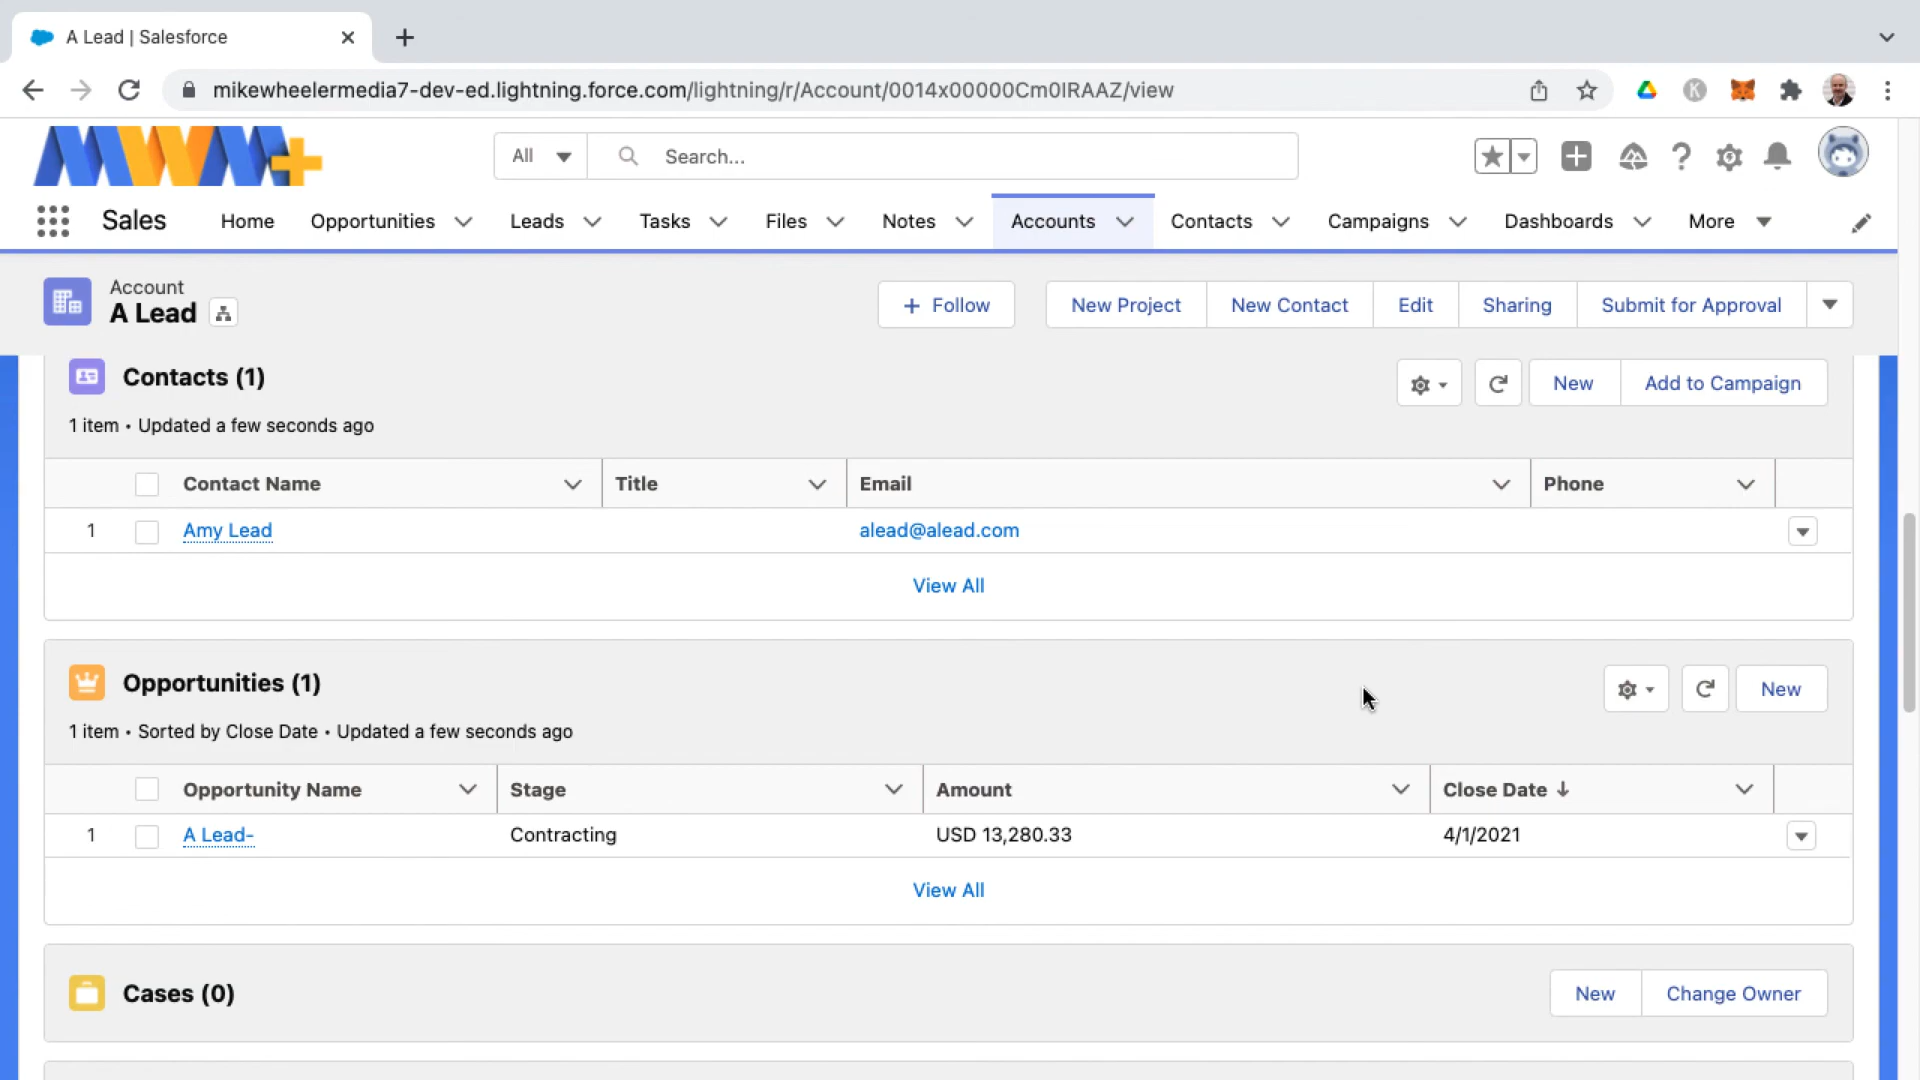 A Lead | Salesforce
mikewheelermedia7-dev-ed.lightning.force.com/lightning/r/Account/0014x00000Cm0IRAAZ/view
K
MWM+
All
Search...
Sales
Home
Opportunities
Leads
Tasks
Files
Notes
Accounts
Contacts
Campaigns
Dashboards
More
Account
A Lead
+ Follow
New Project
New Contact
Edit
Sharing
Submit for Approval
Contacts (1)
New
Add to Campaign
1 item • Updated a few seconds ago
Contact Name
Title
Email
Phone
1
Amy Lead
alead@alead.com
View All
Opportunities (1)
New
1 item • Sorted by Close Date • Updated a few seconds ago
Opportunity Name
Stage
Amount
Close Date ↓
1
A Lead-
Contracting
USD 13,280.33
4/1/2021
View All
Cases (0)
New
Change Owner